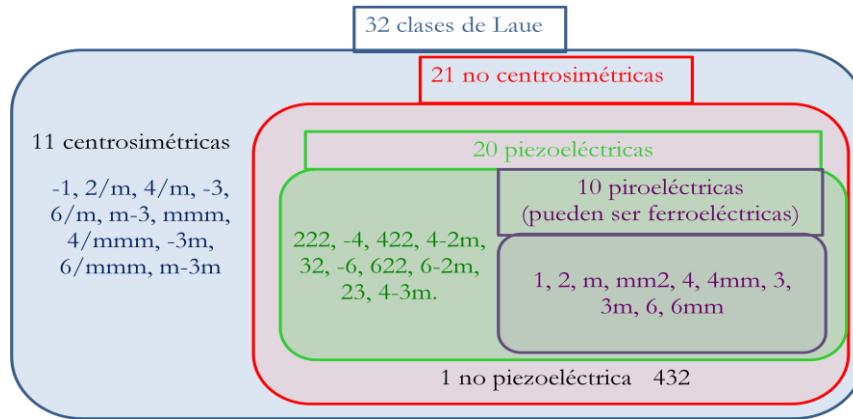 32 clases de Laue
21 no centrosimétricas
11 centrosimétricas
-1, 2/m, 4/m, -3,
6/m, m-3, mmm,
4/mmm, -3m,
6/mmm, m-3m
20 piezoeléctricas
222, -4, 422, 4-2m,
32, -6, 622, 6-2m,
23, 4-3m.
10 piroeléctricas
(pueden ser ferroeléctricas)
1, 2, m, mm2, 4, 4mm, 3,
3m, 6, 6mm
1 no piezoeléctrica 432